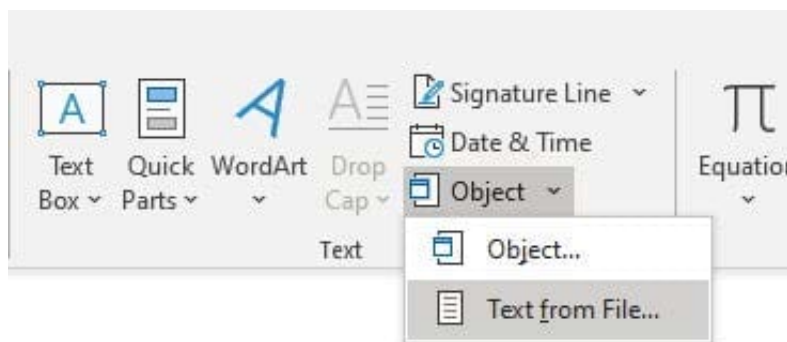 A
A
Text
Box
Quick
Parts
WordArt
Drop
Cap
Signature Line
Date & Time
Object
Text
π
Equation
Object...
Text from File...